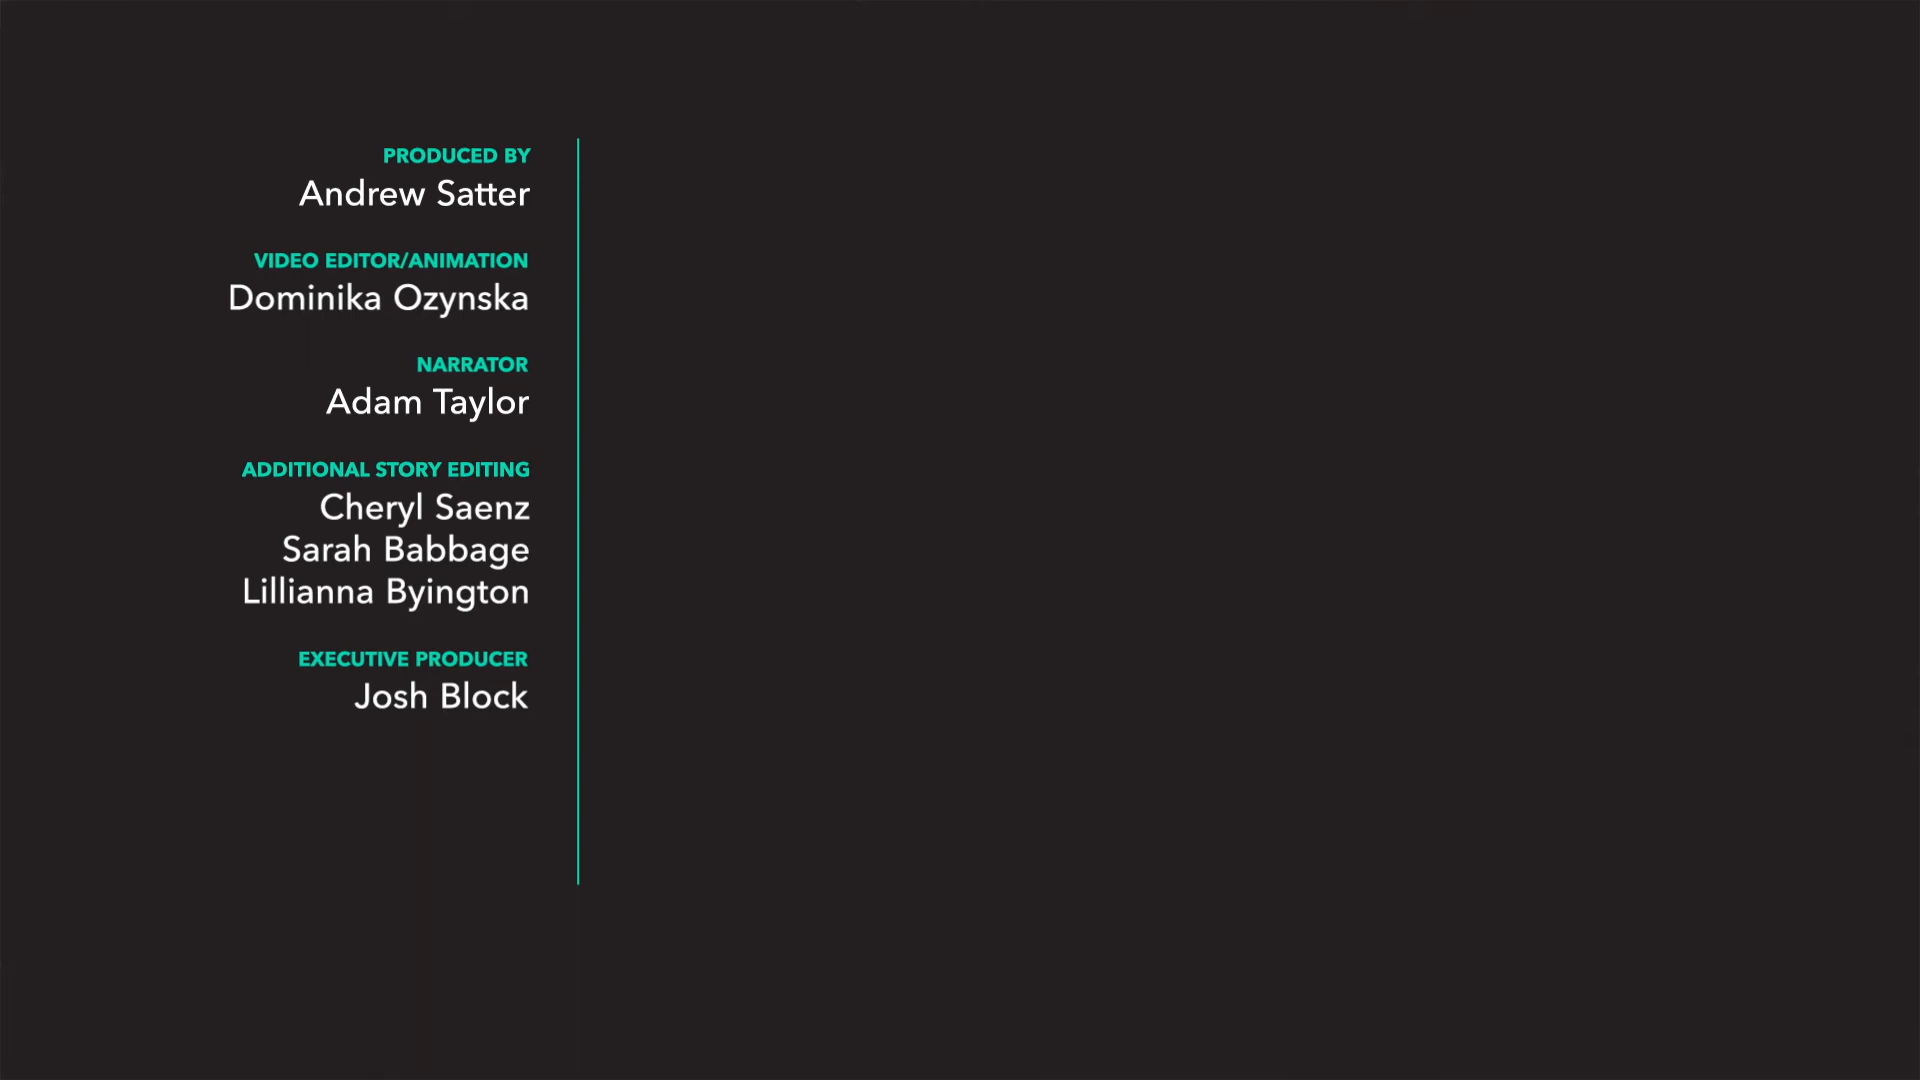 PRODUCED BY
Andrew Satter
VIDEO EDITOR/ANIMATION
Dominika Ozynska
NARRATOR
Adam Taylor
ADDITIONAL STORY EDITING
Cheryl Saenz
Sarah Babbage
Lillianna Byington
EXECUTIVE PRODUCER
Josh Block